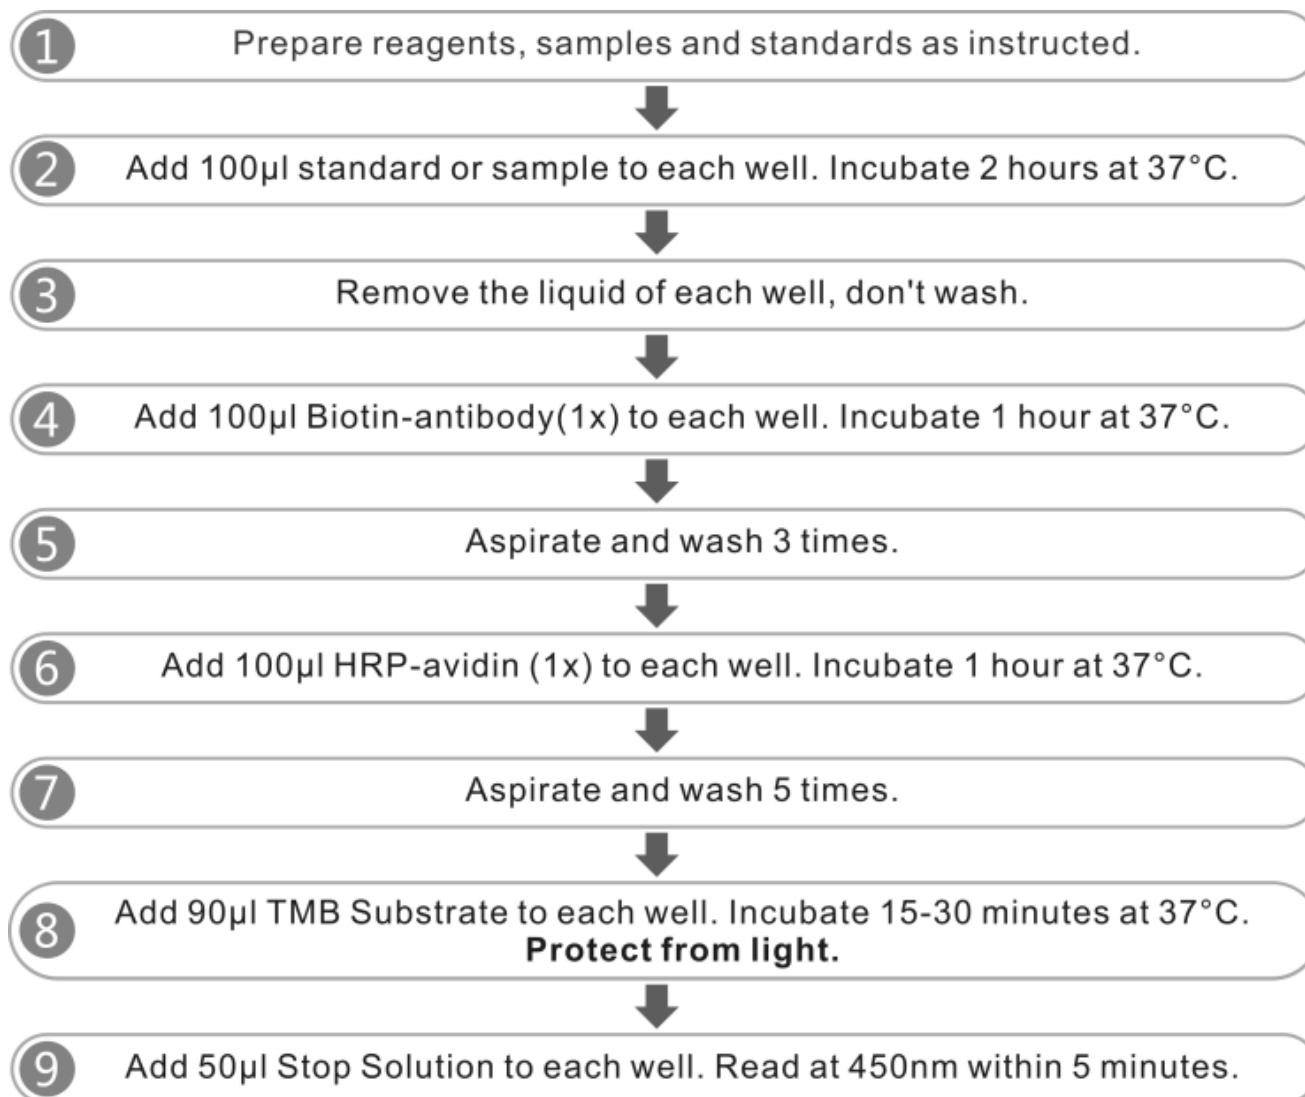 1 Prepare reagents, samples and standards as instructed.
2 Add 100µl standard or sample to each well. Incubate 2 hours at 37°C.
3 Remove the liquid of each well, don't wash.
4 Add 100µl Biotin-antibody(1x) to each well. Incubate 1 hour at 37°C.
5 Aspirate and wash 3 times.
6 Add 100µl HRP-avidin (1x) to each well. Incubate 1 hour at 37°C.
7 Aspirate and wash 5 times.
8 Add 90µl TMB Substrate to each well. Incubate 15-30 minutes at 37°C.
Protect from light.
9 Add 50µl Stop Solution to each well. Read at 450nm within 5 minutes.